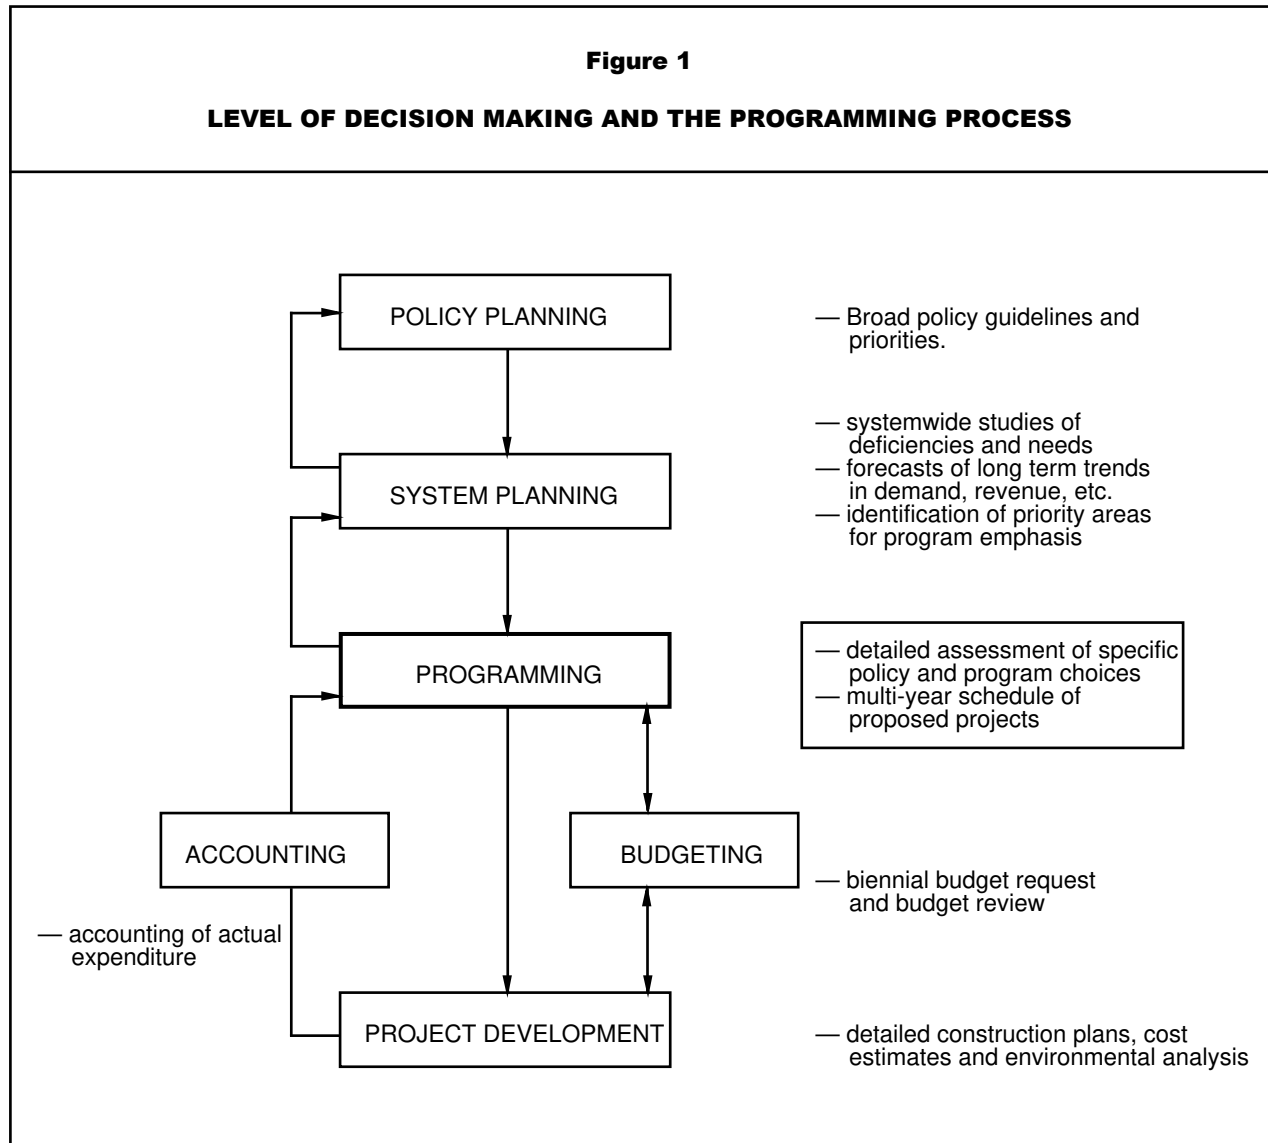 Figure 1
LEVEL OF DECISION MAKING AND THE PROGRAMMING PROCESS
POLICY PLANNING
— Broad policy guidelines and
priorities.
SYSTEM PLANNING
— systemwide studies of
deficiencies and needs
— forecasts of long term trends
in demand, revenue, etc.
— identification of priority areas
for program emphasis
PROGRAMMING
— detailed assessment of specific
policy and program choices
— multi-year schedule of
proposed projects
ACCOUNTING
— accounting of actual
expenditure
BUDGETING
— biennial budget request
and budget review
PROJECT DEVELOPMENT
— detailed construction plans, cost
estimates and environmental analysis